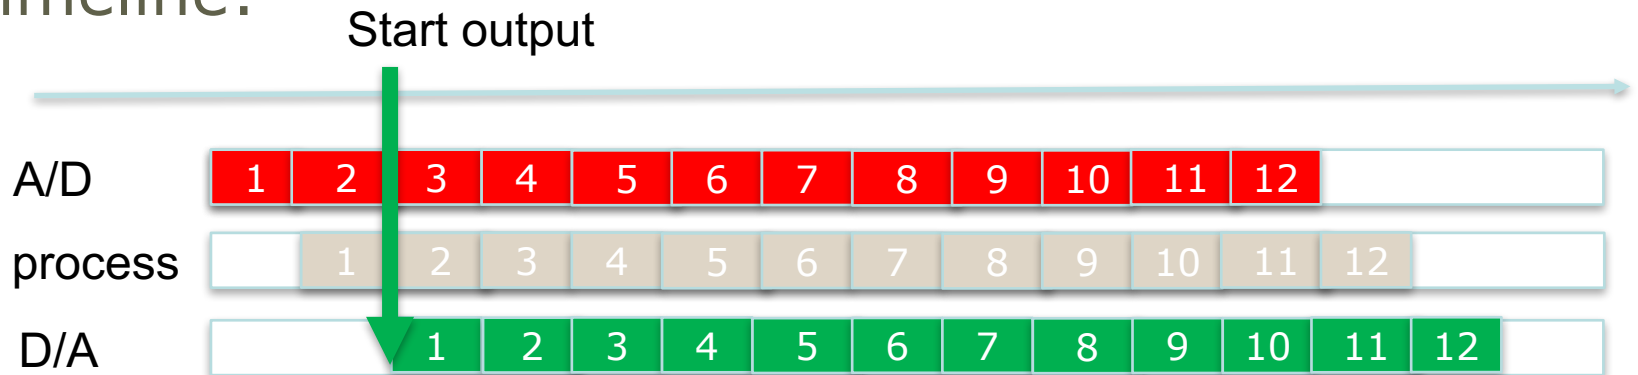 Start output
A/D 1 2 3 4 5 6 7 8 9 10 11 12
process 1 2 3 4 5 6 7 8 9 10 11 12
D/A 1 2 3 4 5 6 7 8 9 10 11 12